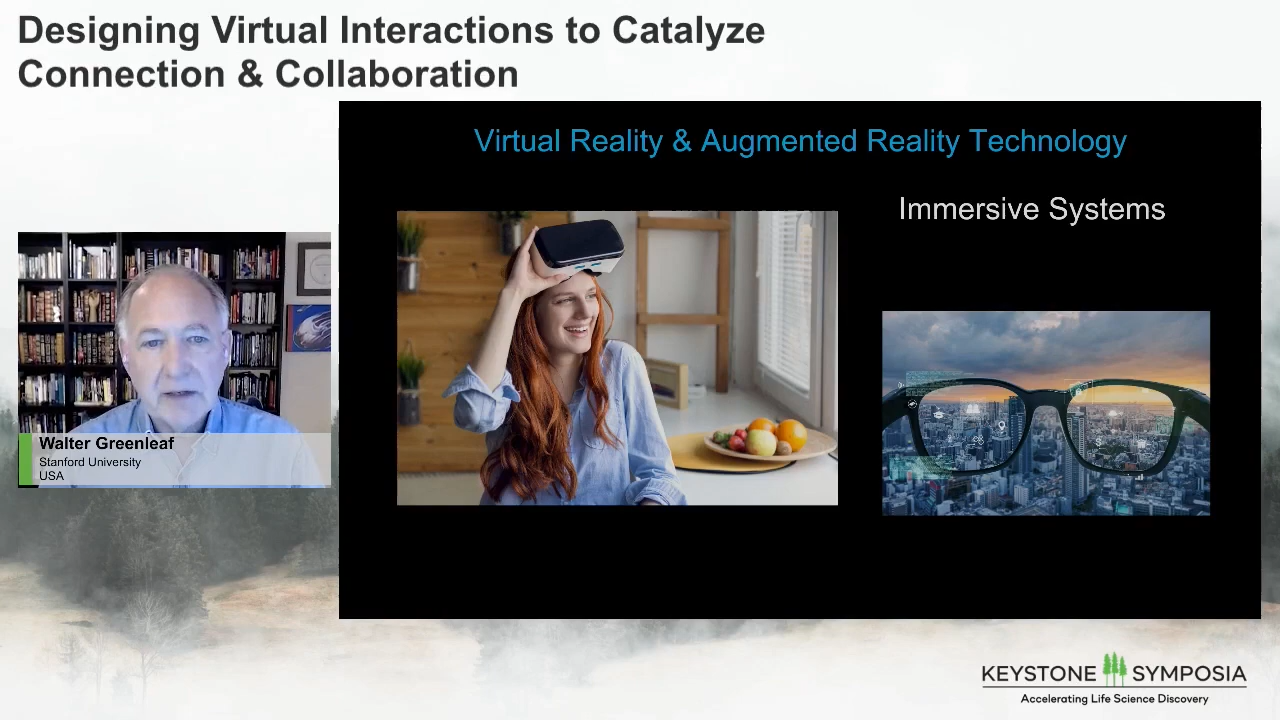 Designing Virtual Interactions to Catalyze
Connection & Collaboration
Virtual Reality & Augmented Reality Technology
Immersive Systems
Walter Greenleaf
Stanford University
USA
KEYSTONE SYMPOSIA
Accelerating Life Science Discovery